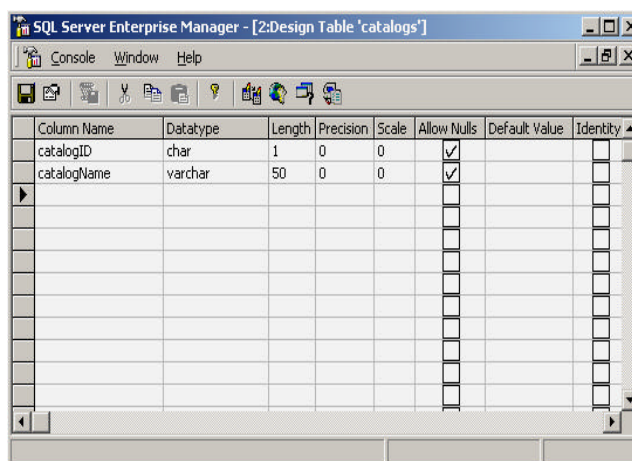 SQL Server Enterprise Manager - [2:Design Table 'catalogs']
Console Window Help
Column Name Datatype Length Precision Scale Allow Nulls Default Value Identity
catalogID char 1 0 0
catalogName varchar 50 0 0